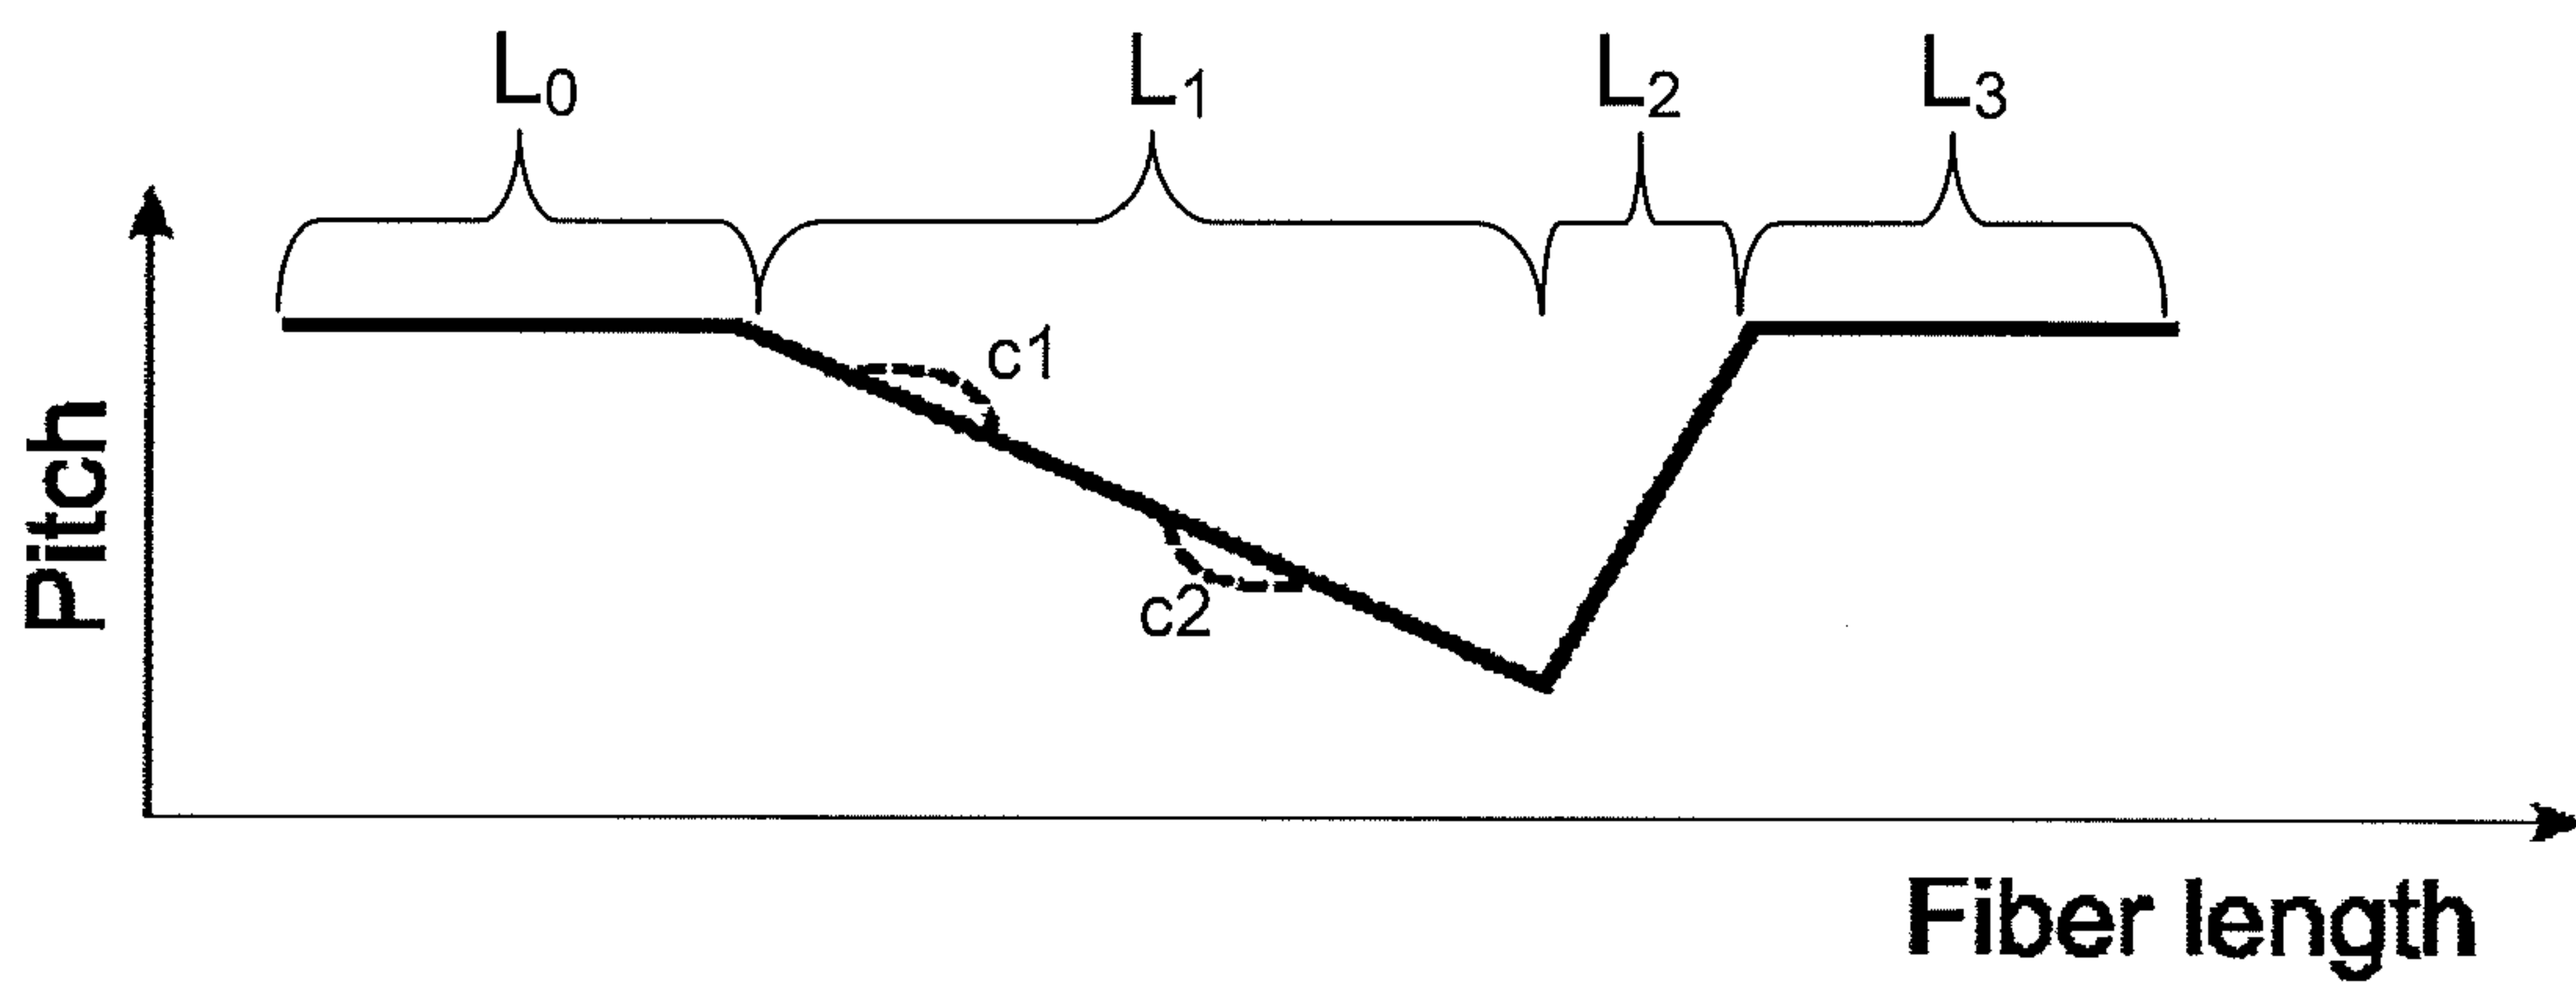 L₀ L₁ L₂ L₃
c1
c2
Pitch
Fiber length